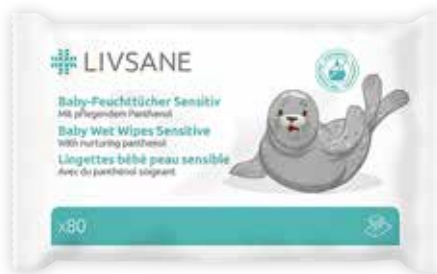 LIVSANE
Baby-Feuchttücher Sensitiv
Mit pflegendem Panthenol
Baby Wet Wipes Sensitive
With nurturing panthenol
Lingettes bébé peau sensible
Avec du panthénol soignant
x80